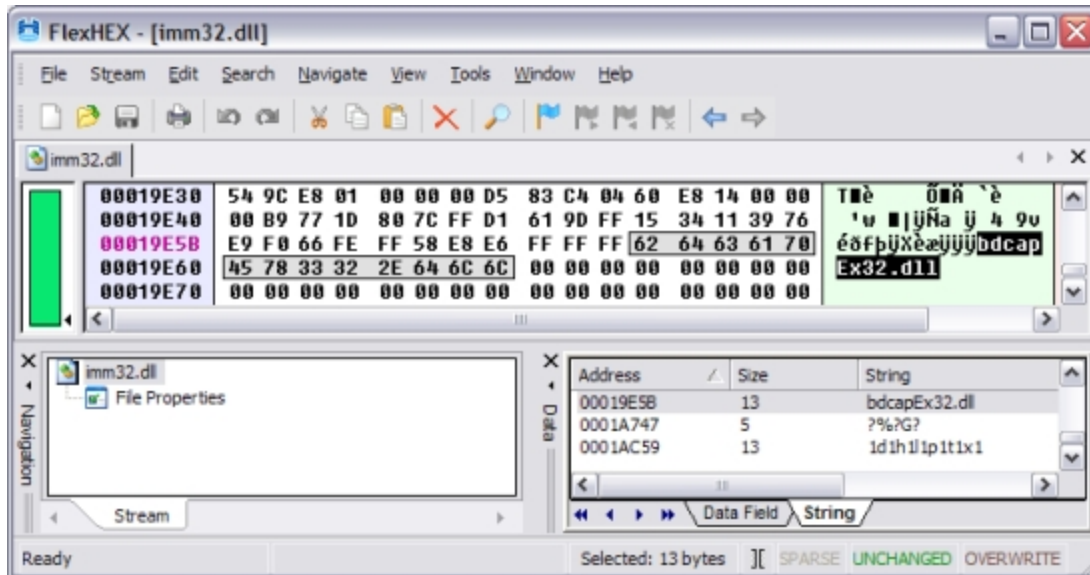 FlexHEX - [imm32.dll]
File Stream Edit Search Navigate View Tools Window Help
imm32.dll
00019E30 54 9C E8 01 00 00 00 D5 83 C4 04 60 E8 14 00 00
00019E40 00 B9 77 1D 80 7C FF D1 61 9D FF 15 34 11 39 76
00019E5B E9 F0 66 FE FF 58 E8 E6 FF FF FF 62 64 63 61 70 éðfþÿXèæÿÿÿbdcap
00019E60 45 78 33 32 2E 64 6C 6C 00 00 00 00 00 00 00 00 Ex32.dll
00019E70 00 00 00 00 00 00 00 00 00 00 00 00 00 00 00 00
Navigation
imm32.dll
File Properties
Stream
Data
Address Size String
00019E5B 13 bdcapEx32.dll
0001A747 5 ?%?G?
0001AC59 13 1d1h1l1p1t1x1
Data Field String
Ready Selected: 13 bytes ][ SPARSE UNCHANGED OVERWRITE